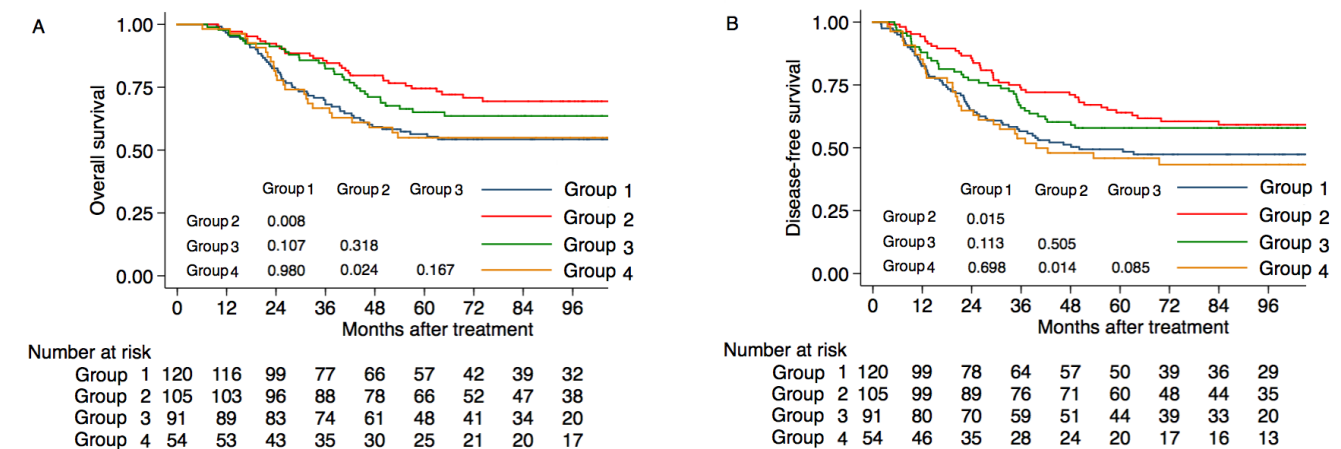 A
Overall survival
1.00
0.75
0.50
0.25
0.00
Group 1 Group 2 Group 3
Group 2 0.008
Group 3 0.107 0.318
Group 4 0.980 0.024 0.167
Group 1
Group 2
Group 3
Group 4
0 12 24 36 48 60 72 84 96
Months after treatment
Number at risk
Group 1 120 116 99 77 66 57 42 39 32
Group 2 105 103 96 88 78 66 52 47 38
Group 3 91 89 83 74 61 48 41 34 20
Group 4 54 53 43 35 30 25 21 20 17
B
Disease-free survival
1.00
0.75
0.50
0.25
0.00
Group 1 Group 2 Group 3
Group 2 0.015
Group 3 0.113 0.505
Group 4 0.698 0.014 0.085
Group 1
Group 2
Group 3
Group 4
0 12 24 36 48 60 72 84 96
Months after treatment
Number at risk
Group 1 120 99 78 64 57 50 39 36 29
Group 2 105 99 89 76 71 60 48 44 35
Group 3 91 80 70 59 51 44 39 33 20
Group 4 54 46 35 28 24 20 17 16 13